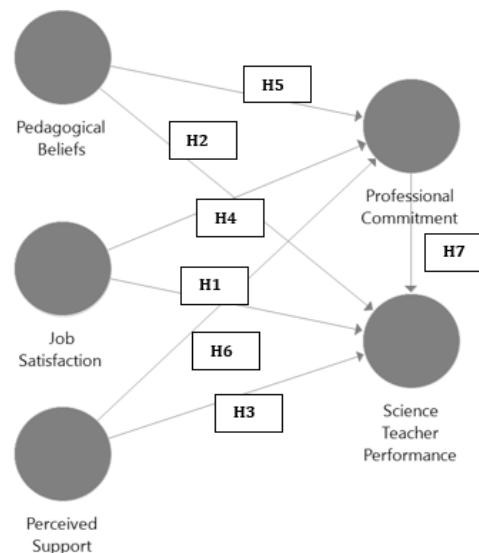 H5
Pedagogical
Beliefs
H2
Professional
Commitment
H4
H7
H1
Job
Satisfaction
H6
H3
Science
Teacher
Performance
Perceived
Support